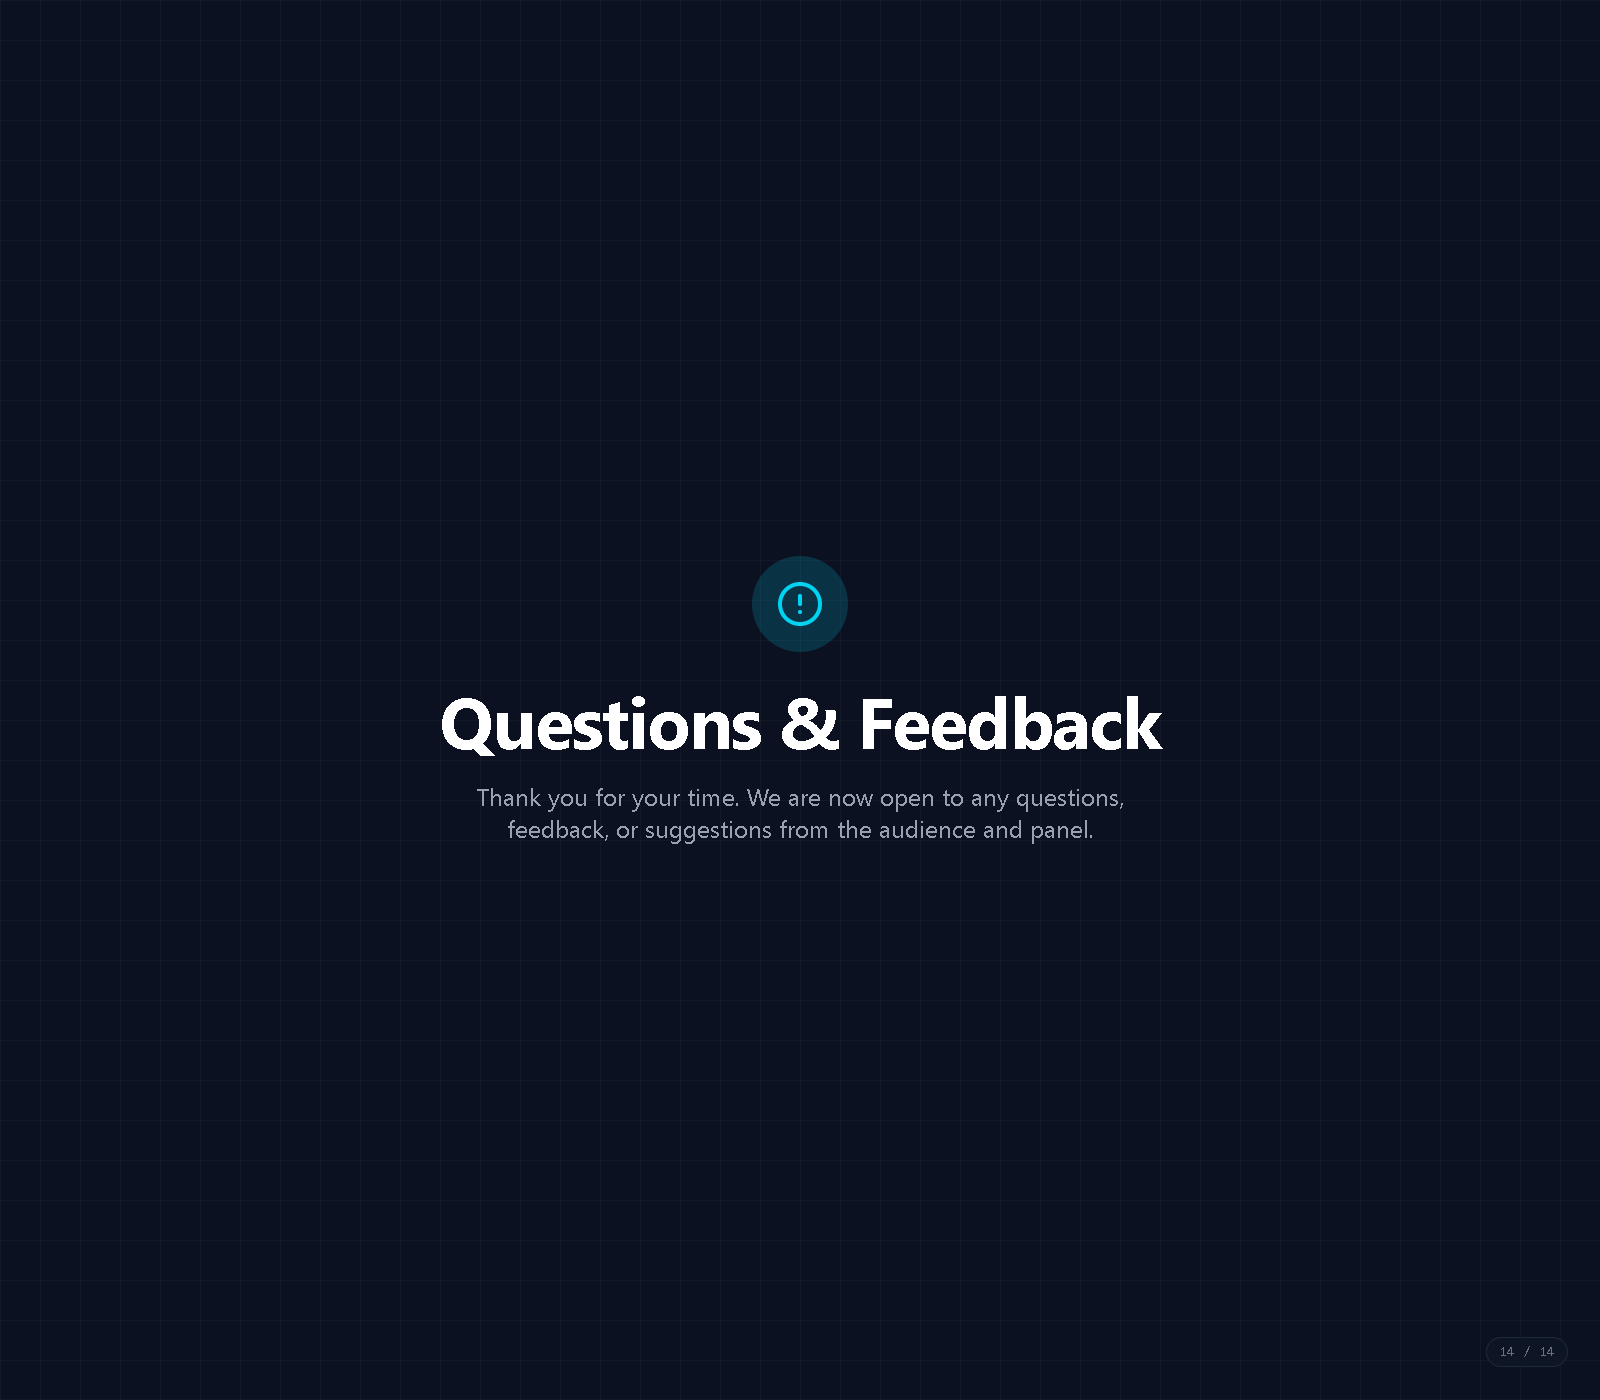 Questions & Feedback
Thank you for your time. We are now open to any questions,
feedback, or suggestions from the audience and panel.
14 / 14